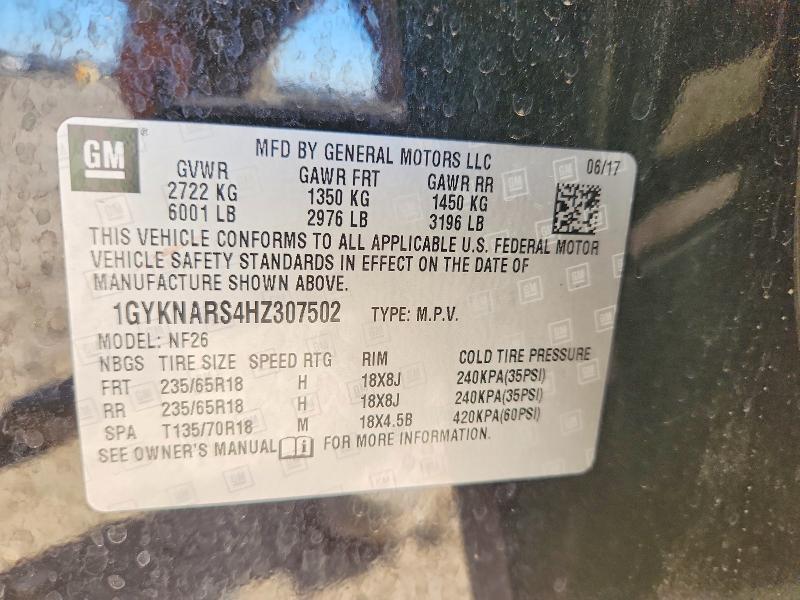 GM
MFD BY GENERAL MOTORS LLC
06/17
GVWR GAWR FRT GAWR RR
2722 KG 1350 KG 1450 KG
6001 LB 2976 LB 3196 LB
THIS VEHICLE CONFORMS TO ALL APPLICABLE U.S. FEDERAL MOTOR
VEHICLE SAFETY STANDARDS IN EFFECT ON THE DATE OF
MANUFACTURE SHOWN ABOVE.
1GYKNARS4HZ307502 TYPE: M.P.V.
MODEL: NF26
NBGS TIRE SIZE SPEED RTG RIM COLD TIRE PRESSURE
FRT 235/65R18 H 18X8J 240KPA(35PSI)
RR 235/65R18 H 18X8J 240KPA(35PSI)
SPA T135/70R18 M 18X4.5B 420KPA(60PSI)
SEE OWNER'S MANUAL i FOR MORE INFORMATION.